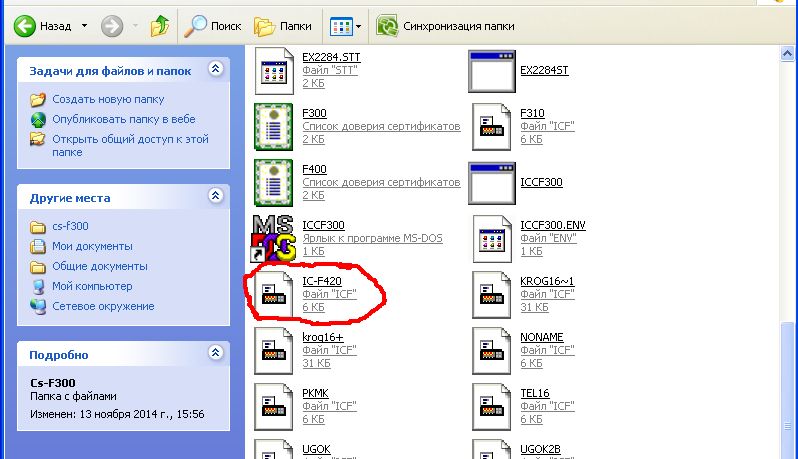 Назад
Поиск
Папки
Синхронизация папки
Задачи для файлов и папок
Создать новую папку
Опубликовать папку в вебе
Открыть общий доступ к этой
папке
Другие места
cs-f300
Мои документы
Общие документы
Мой компьютер
Сетевое окружение
Подробно
Cs-F300
Папка с файлами
Изменен: 13 ноября 2014 г., 15:56
EX2284.STT
Файл "STT"
2 КБ
EX2284ST
F300
Список доверия сертификатов
2 КБ
F310
Файл "ICF"
6 КБ
F400
Список доверия сертификатов
2 КБ
ICCF300
MS
ICCF300
Ярлык к программе MS-DOS
1 КБ
ICCF300.ENV
Файл "ENV"
1 КБ
IC-F420
Файл "ICF"
6 КБ
KROG16~1
Файл "ICF"
31 КБ
krog16+
Файл "ICF"
31 КБ
NONAME
Файл "ICF"
6 КБ
PKMK
Файл "ICF"
6 КБ
TEL16
Файл "ICF"
6 КБ
UGOK
Файл "ICF"
UGOK2B
Файл "ICF"